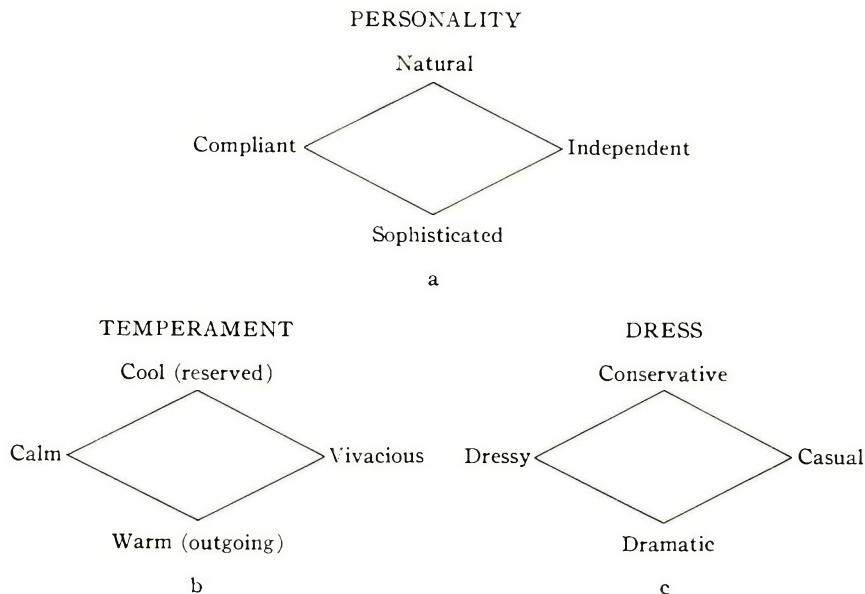 PERSONALITY
Natural
Compliant
Independent
Sophisticated
a
TEMPERAMENT
Cool (reserved)
Calm
Vivacious
Warm (outgoing)
b
DRESS
Conservative
Dressy
Casual
Dramatic
c